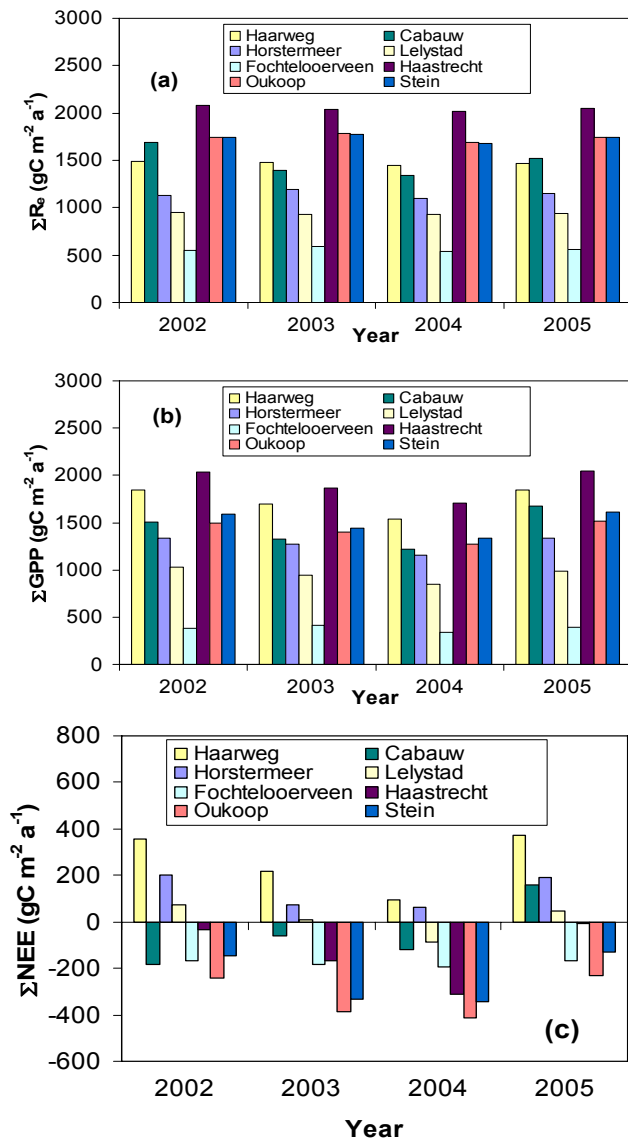 3000
2500
2000
1500
1000
500
0
ΣRe (gC m-2 a-1)
(a)
Haarweg Cabauw
Horstermeer Lelystad
Fochtelooerveen Haastrecht
Oukoop Stein
2002 2003 2004 2005
Year
3000
2500
2000
1500
1000
500
0
ΣGPP (gC m-2 a-1)
(b)
Haarweg Cabauw
Horstermeer Lelystad
Fochtelooerveen Haastrecht
Oukoop Stein
2002 2003 2004 2005
Year
800
600
400
200
0
-200
-400
-600
ΣNEE (gC m-2 a-1)
Haarweg Cabauw
Horstermeer Lelystad
Fochtelooerveen Haastrecht
Oukoop Stein
(c)
2002 2003 2004 2005
Year